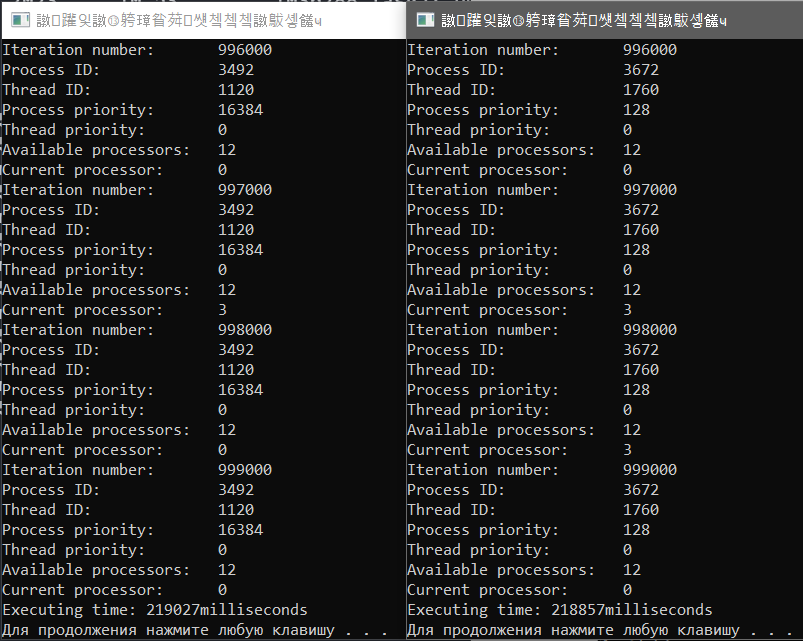 Iteration number: 996000
Process ID: 3492
Thread ID: 1120
Process priority: 16384
Thread priority: 0
Available processors: 12
Current processor: 0
Iteration number: 997000
Process ID: 3492
Thread ID: 1120
Process priority: 16384
Thread priority: 0
Available processors: 12
Current processor: 3
Iteration number: 998000
Process ID: 3492
Thread ID: 1120
Process priority: 16384
Thread priority: 0
Available processors: 12
Current processor: 0
Iteration number: 999000
Process ID: 3492
Thread ID: 1120
Process priority: 16384
Thread priority: 0
Available processors: 12
Current processor: 0
Executing time: 219027milliseconds
Для продолжения нажмите любую клавишу . . .
Iteration number: 996000
Process ID: 3672
Thread ID: 1760
Process priority: 128
Thread priority: 0
Available processors: 12
Current processor: 0
Iteration number: 997000
Process ID: 3672
Thread ID: 1760
Process priority: 128
Thread priority: 0
Available processors: 12
Current processor: 3
Iteration number: 998000
Process ID: 3672
Thread ID: 1760
Process priority: 128
Thread priority: 0
Available processors: 12
Current processor: 3
Iteration number: 999000
Process ID: 3672
Thread ID: 1760
Process priority: 128
Thread priority: 0
Available processors: 12
Current processor: 0
Executing time: 218857milliseconds
Для продолжения нажмите любую клавишу . . .